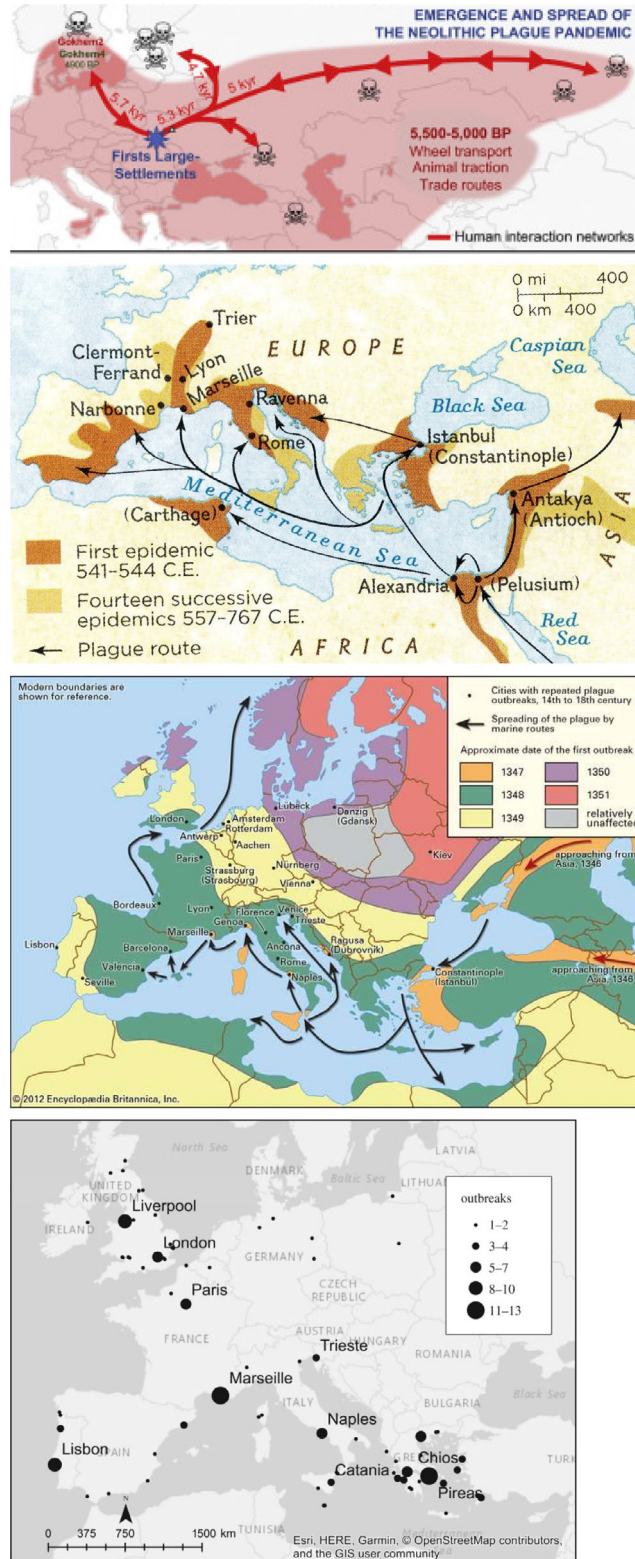 EMERGENCE AND SPREAD OF
THE NEOLITHIC PLAGUE PANDEMIC
Gokhem2
Gokhem4
4900 BP
5.7 kyr
5.3 kyr
4.7 kyr
5 kyr
Firsts Large-
Settlements
5,500-5,000 BP
Wheel transport
Animal traction
Trade routes
Human interaction networks
0 mi 400
0 km 400
Trier
EUROPE
Caspian
Sea
Clermont-
Ferrand
Lyon
Marseille
Ravenna
Black Sea
Narbonne
Rome
Istanbul
(Constantinople)
Mediterranean Sea
(Carthage)
Antakya
(Antioch)
ASIA
First epidemic
541–544 C.E.
Alexandria
(Pelusium)
Fourteen successive
epidemics 557–767 C.E.
Red
Sea
Plague route
AFRICA
Modern boundaries are
shown for reference.
Cities with repeated plague
outbreaks, 14th to 18th century
Spreading of the plague by
marine routes
Approximate date of the first outbreak
1347 1350
1348 1351
1349 relatively
unaffected
Lübeck
Danzig
(Gdańsk)
London
Amsterdam
Rotterdam
Antwerp
Aachen
Paris
Nürnberg
Kiev
Strassburg
(Strasbourg)
Vienna
approaching from
Asia, 1346
Bordeaux
Lyon
Venice
Trieste
Florence
Genoa
Marseille
Lisbon
Barcelona
Ancona
Ragusa
(Dubrovnik)
Rome
Valencia
Naples
Constantinople
(Istanbul)
approaching from
Asia, 1346
Seville
© 2012 Encyclopædia Britannica, Inc.
North Sea
LATVIA
DENMARK
Baltic Sea
LITHUA
UNITED
KINGDOM
Liverpool
outbreaks
1–2
3–4
5–7
8–10
11–13
IRELAND
London
GERMANY
Paris
CZECH
REPUBLIC
FRANCE
AUSTRIA
HUNGARY
Trieste
ROMANIA
Marseille
ITALY
Black Sea
BULGARIA
Naples
Lisbon
SPAIN
Catania
Chios
TURK
Pireas
N
0 375 750 1500 km
TUNISIA
Mediterranean
Sea
Esri, HERE, Garmin, © OpenStreetMap contributors,
and the GIS user community